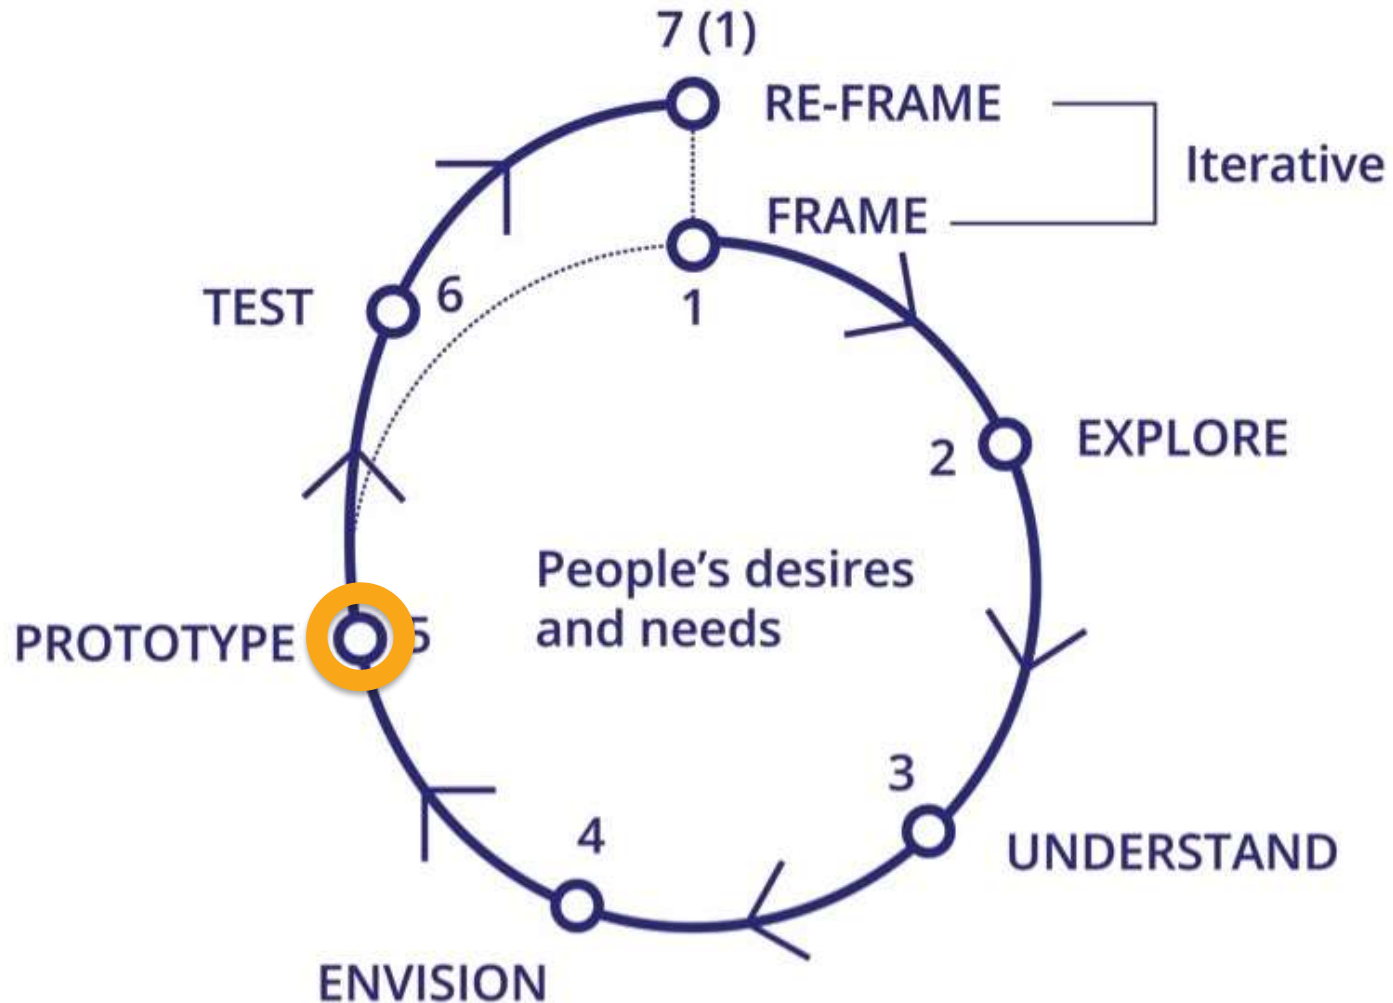 7 (1)
RE-FRAME
Iterative
FRAME
1
TEST
6
2
EXPLORE
People’s desires
and needs
PROTOTYPE
5
3
UNDERSTAND
4
ENVISION